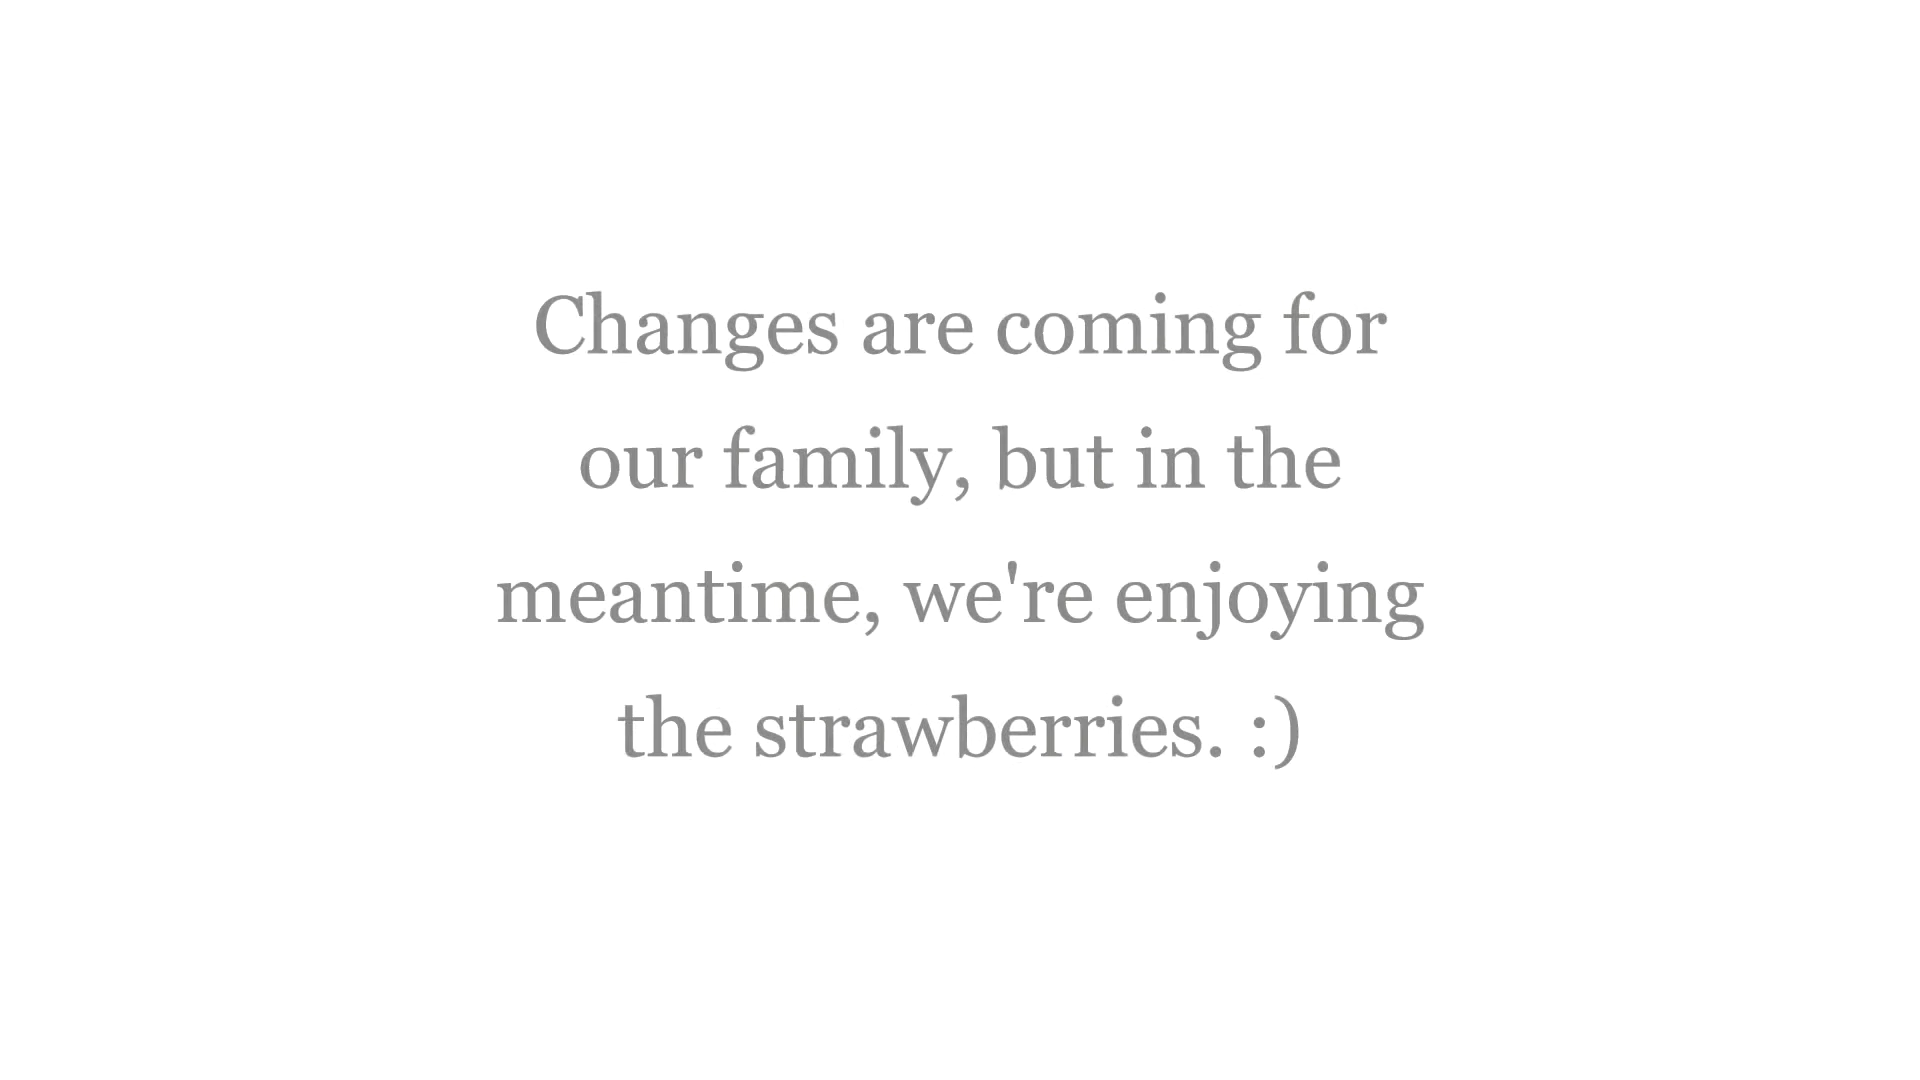 Changes are coming for
our family, but in the
meantime, we're enjoying
the strawberries. :)